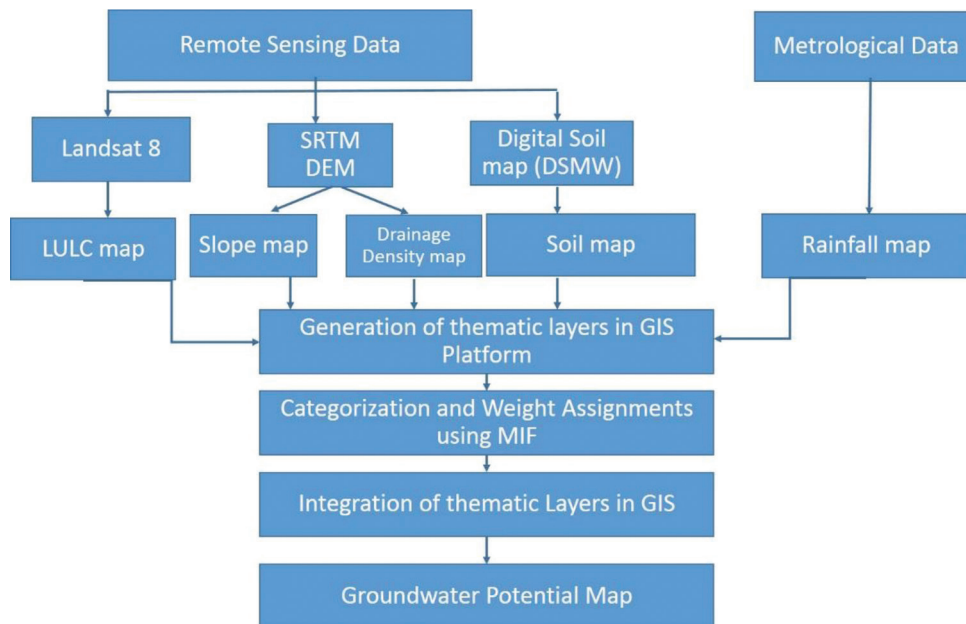 Remote Sensing Data
Metrological Data
Landsat 8
SRTM
DEM
Digital Soil
map (DSMW)
LULC map
Slope map
Drainage
Density map
Soil map
Rainfall map
Generation of thematic layers in GIS
Platform
Categorization and Weight Assignments
using MIF
Integration of thematic Layers in GIS
Groundwater Potential Map